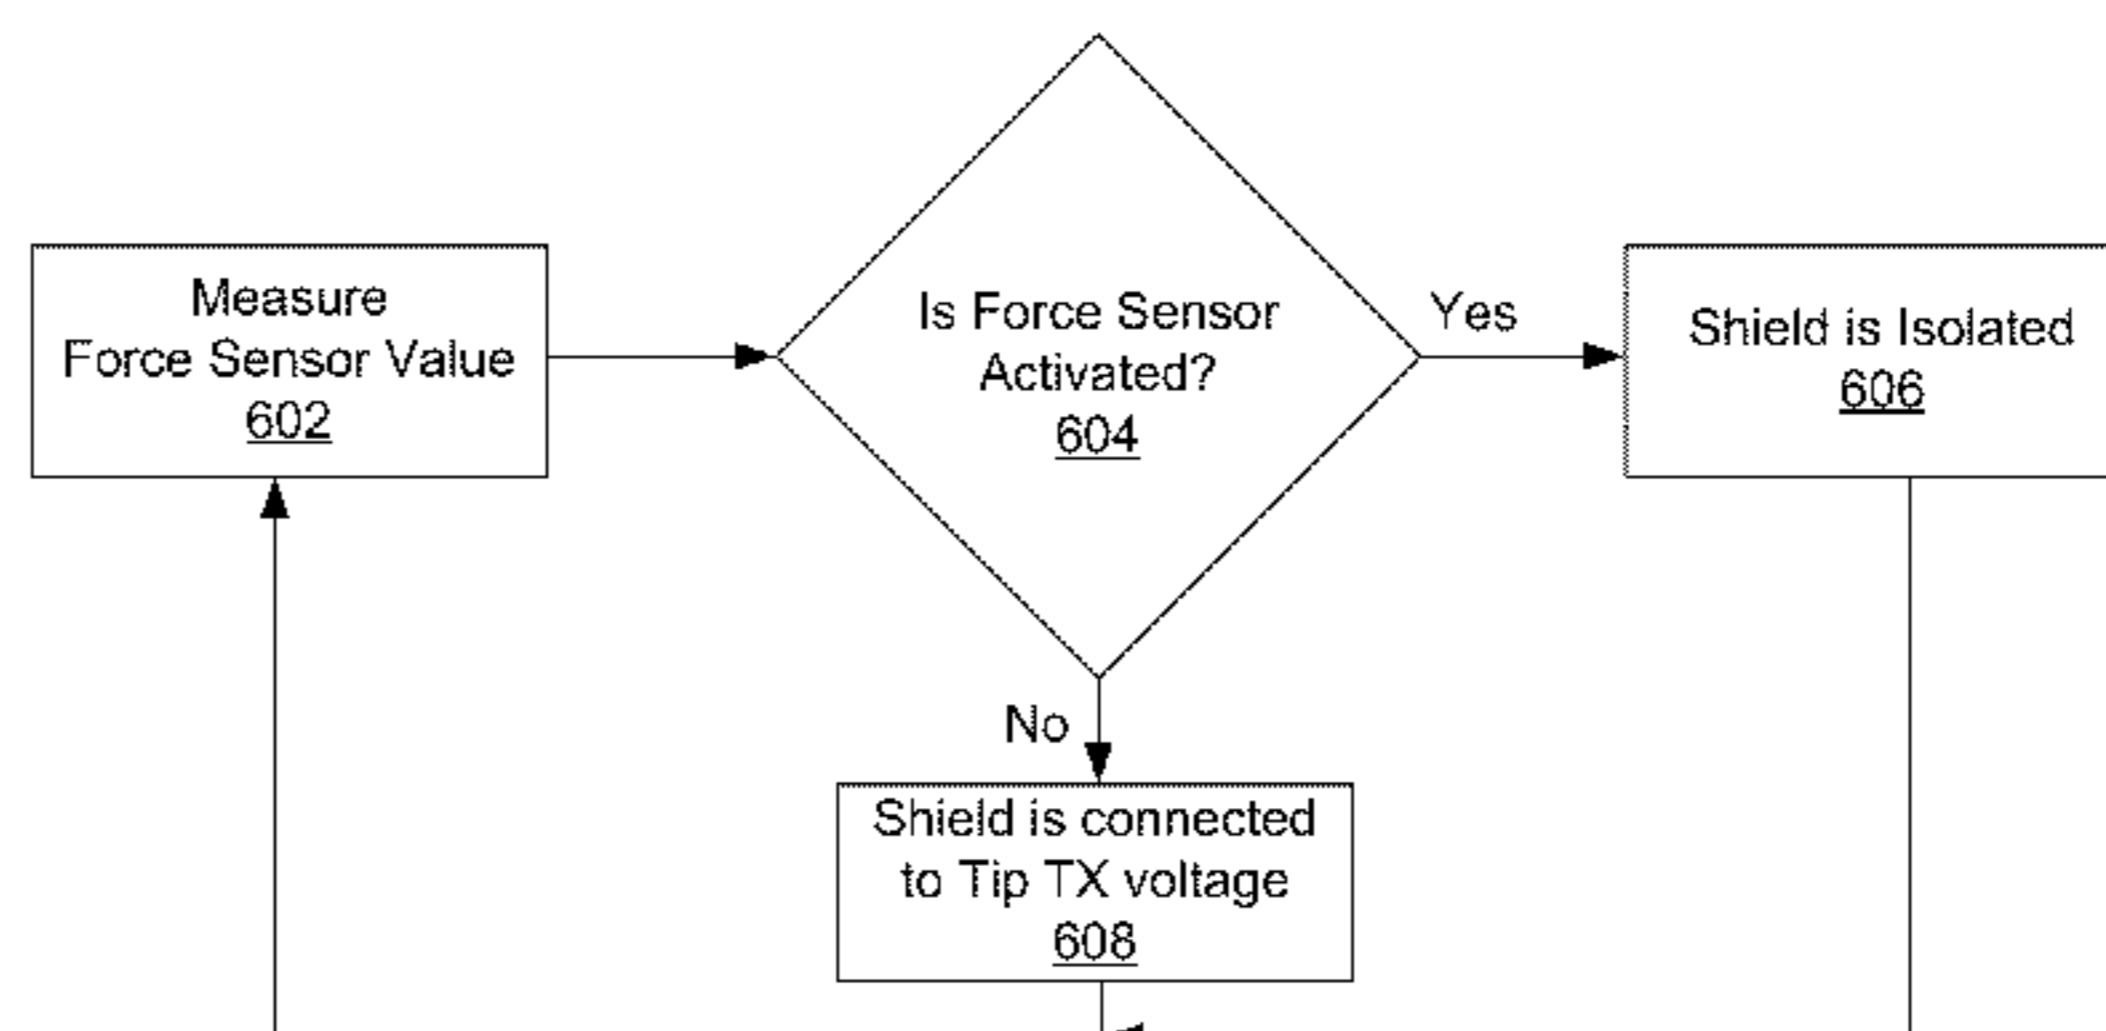 Measure
Force Sensor Value
602
Is Force Sensor
Activated?
604
Yes
Shield is Isolated
606
No
Shield is connected
to Tip TX voltage
608